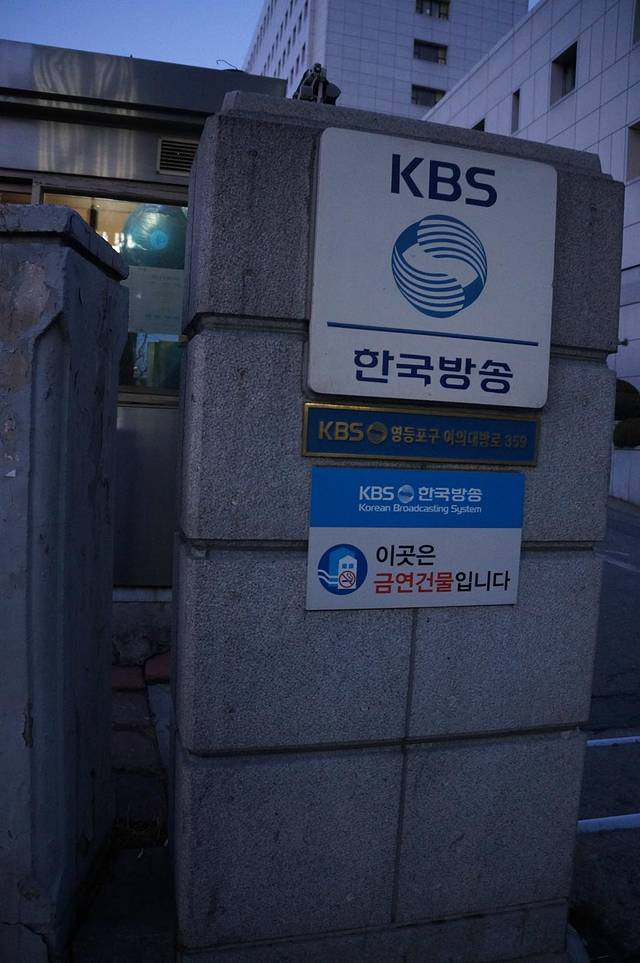 KBS
한국방송
KBS 영등포구 여의대방로 359
KBS 한국방송
Korean Broadcasting System
이곳은
금연건물입니다